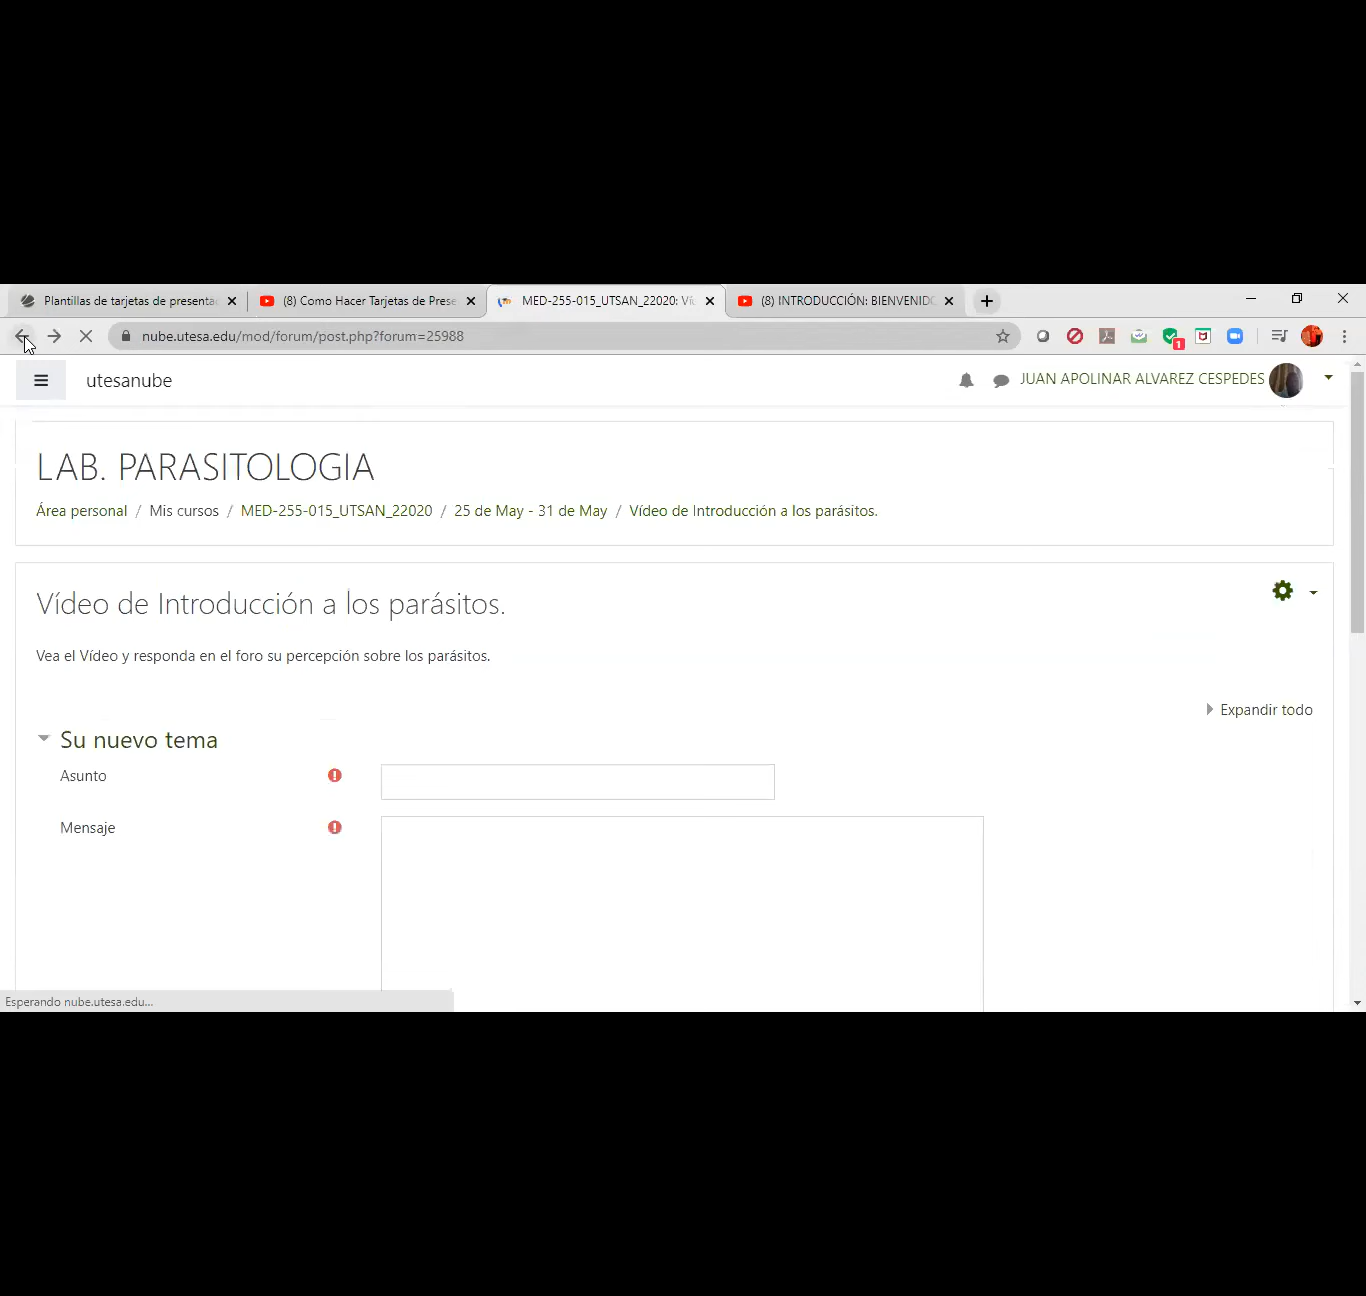 Plantillas de tarjetas de presenta
(8) Como Hacer Tarjetas de Prese
MED-255-015_UTSAN_22020: Ví
(8) INTRODUCCIÓN: BIENVENID
nube.utesa.edu/mod/forum/post.php?forum=25988
1
utesanube
JUAN APOLINAR ALVAREZ CESPEDES
LAB. PARASITOLOGIA
Área personal / Mis cursos / MED-255-015_UTSAN_22020 / 25 de May - 31 de May / Vídeo de Introducción a los parásitos.
Vídeo de Introducción a los parásitos.
Vea el Vídeo y responda en el foro su percepción sobre los parásitos.
Expandir todo
Su nuevo tema
Asunto
Mensaje
Esperando nube.utesa.edu...